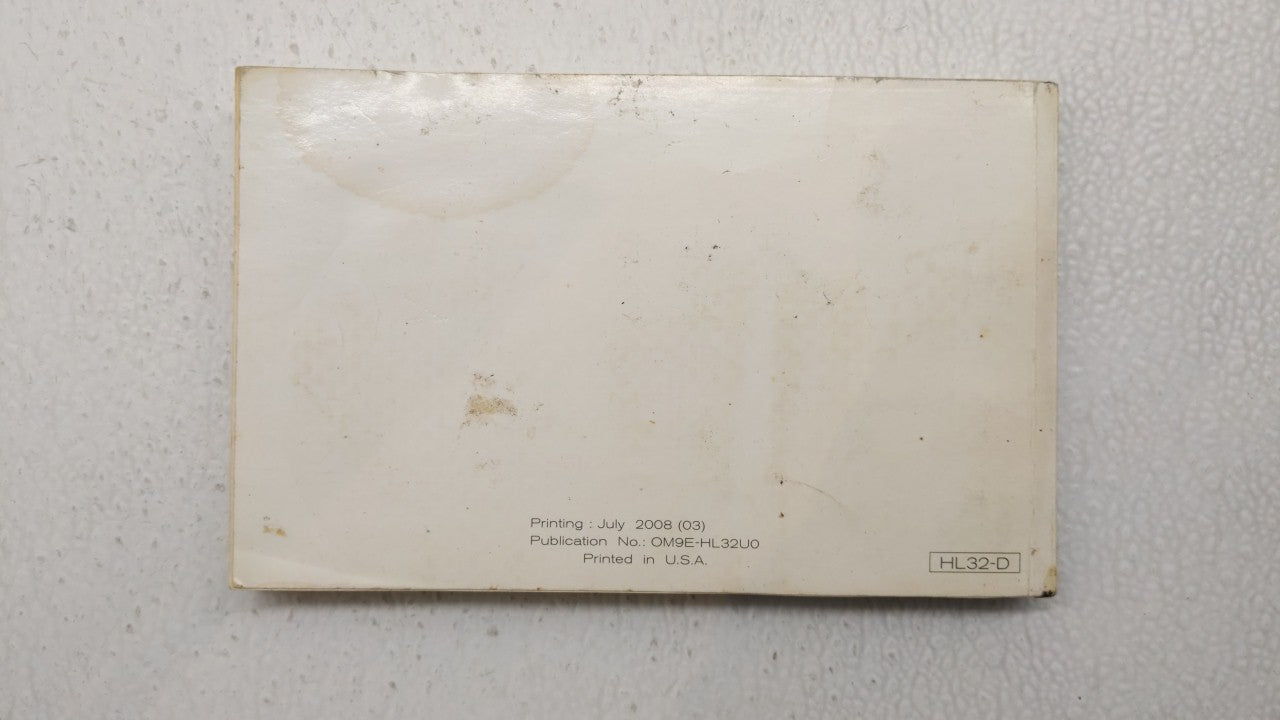 Printing : July 2008 (03)
Publication No.: OM9E-HL32U0
Printed in U.S.A.
HL32-D